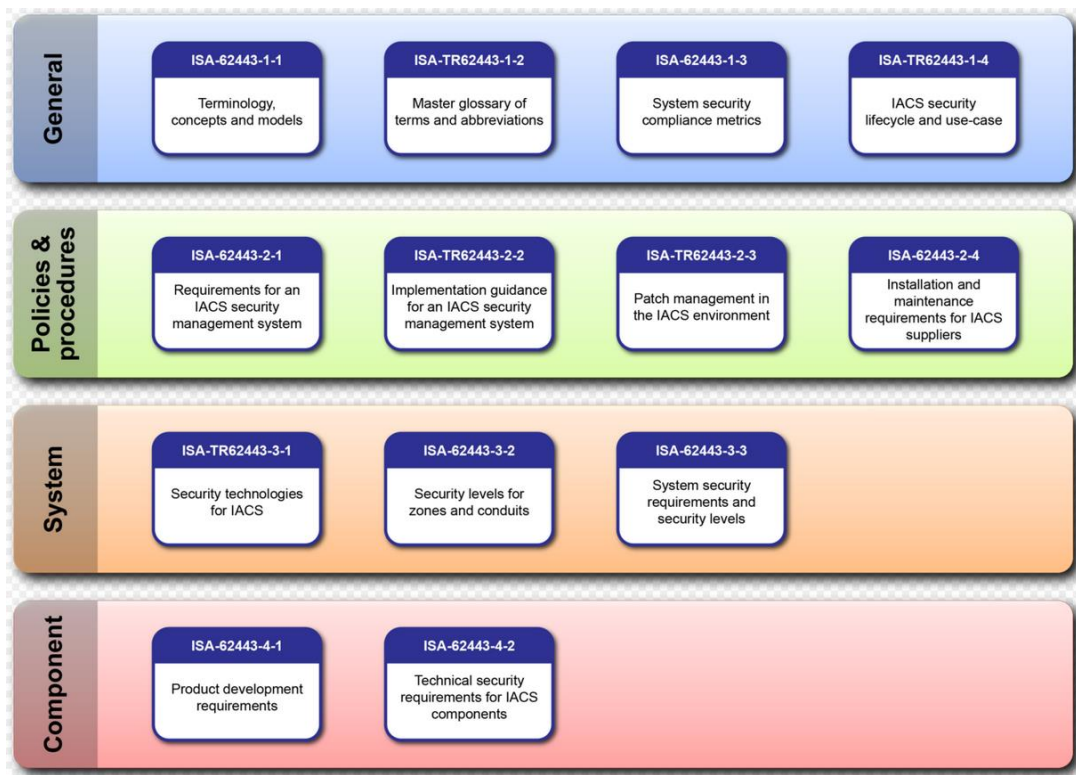 General
ISA-62443-1-1
Terminology,
concepts and models
ISA-TR62443-1-2
Master glossary of
terms and abbreviations
ISA-62443-1-3
System security
compliance metrics
ISA-TR62443-1-4
IACS security
lifecycle and use-case
Policies &
procedures
ISA-62443-2-1
Requirements for an
IACS security
management system
ISA-TR62443-2-2
Implementation guidance
for an IACS security
management system
ISA-TR62443-2-3
Patch management in
the IACS environment
ISA-62443-2-4
Installation and
maintenance
requirements for IACS
suppliers
System
ISA-TR62443-3-1
Security technologies
for IACS
ISA-62443-3-2
Security levels for
zones and conduits
ISA-62443-3-3
System security
requirements and
security levels
Component
ISA-62443-4-1
Product development
requirements
ISA-62443-4-2
Technical security
requirements for IACS
components